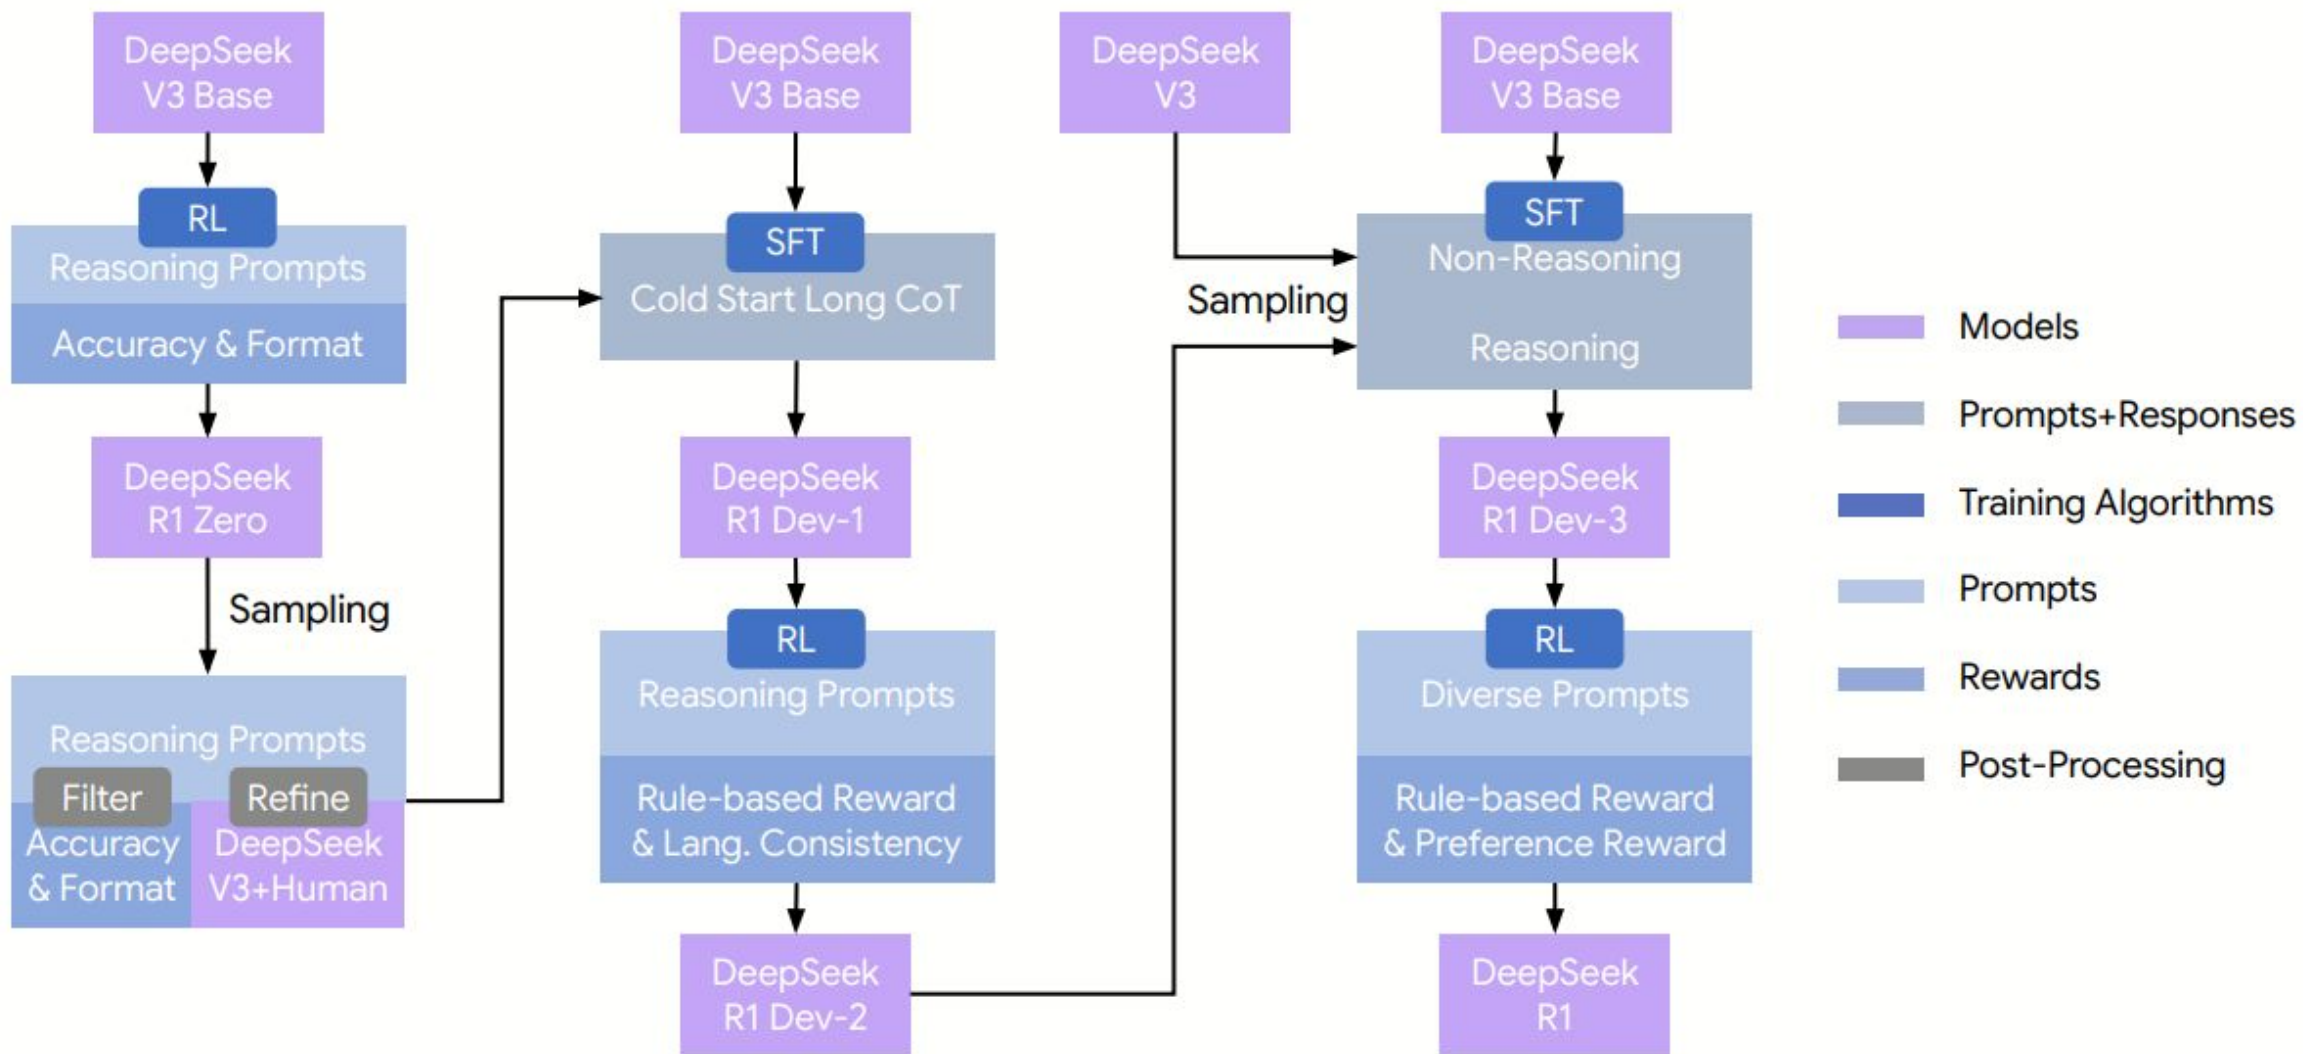 DeepSeek
V3 Base
RL
Reasoning Prompts
Accuracy & Format
DeepSeek
R1 Zero
Sampling
Reasoning Prompts
Filter
Refine
Accuracy
& Format
DeepSeek
V3+Human
DeepSeek
V3 Base
SFT
Cold Start Long CoT
DeepSeek
R1 Dev-1
RL
Reasoning Prompts
Rule-based Reward
& Lang. Consistency
DeepSeek
R1 Dev-2
DeepSeek
V3
Sampling
DeepSeek
V3 Base
SFT
Non-Reasoning
Reasoning
DeepSeek
R1 Dev-3
RL
Diverse Prompts
Rule-based Reward
& Preference Reward
DeepSeek
R1
Models
Prompts+Responses
Training Algorithms
Prompts
Rewards
Post-Processing